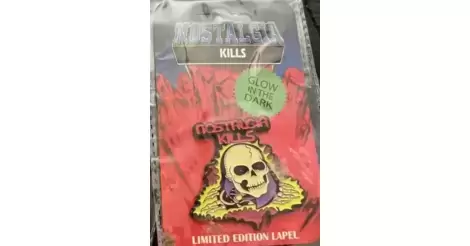 NOSTALGIA
KILLS
GLOW
IN THE
DARK
NOSTALGIA
KILLS
LIMITED EDITION LAPEL